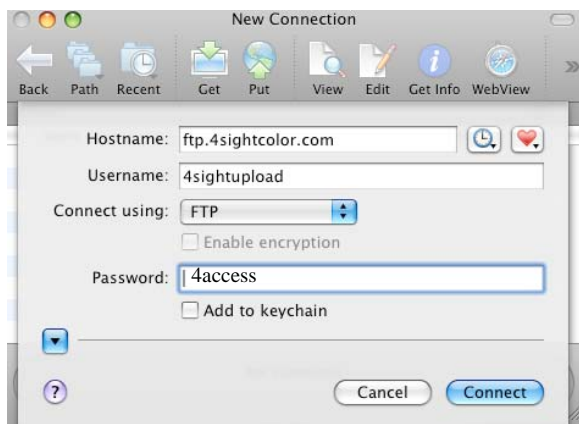 New Connection
Back Path Recent Get Put View Edit Get Info WebView
Hostname: ftp.4sightcolor.com
Username: 4sightupload
Connect using: FTP
Enable encryption
Password: 4access
Add to keychain
? Cancel Connect